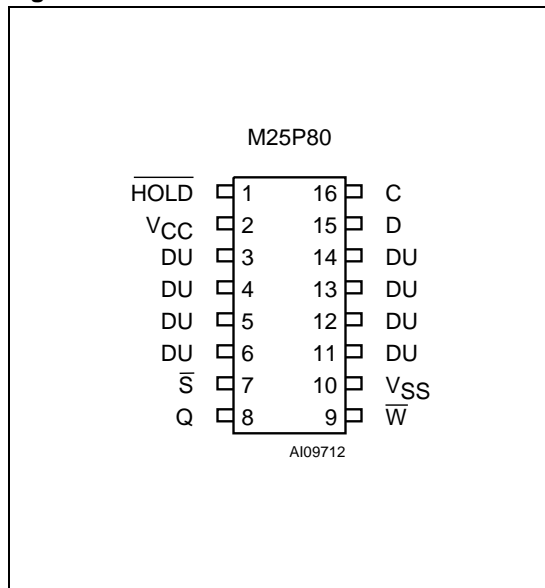 M25P80
HOLD 1 16 C
VCC 2 15 D
DU 3 14 DU
DU 4 13 DU
DU 5 12 DU
DU 6 11 DU
S 7 10 VSS
Q 8 9 W
AI09712